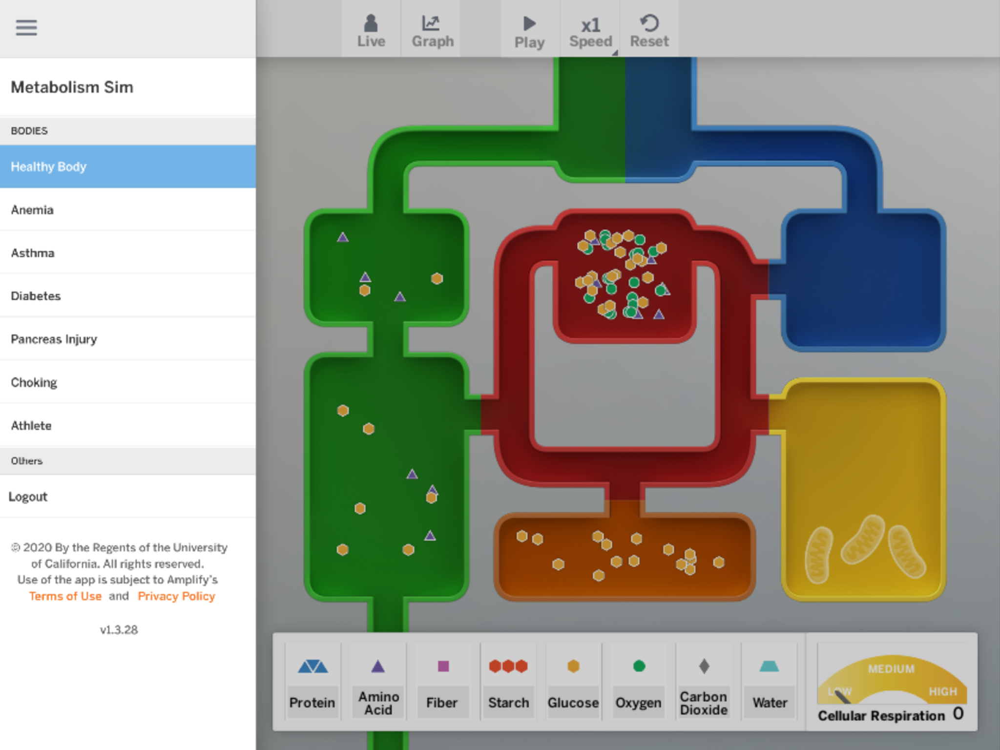 Metabolism Sim
BODIES
Healthy Body
Anemia
Asthma
Diabetes
Pancreas Injury
Choking
Athlete
Others
Logout
© 2020 By the Regents of the University
of California. All rights reserved.
Use of the app is subject to Amplify's
Terms of Use and Privacy Policy
v1.3.28
Live
Graph
Play
x1
Speed
Reset
Protein
Amino
Acid
Fiber
Starch
Glucose
Oxygen
Carbon
Dioxide
Water
MEDIUM
LOW
HIGH
Cellular Respiration 0